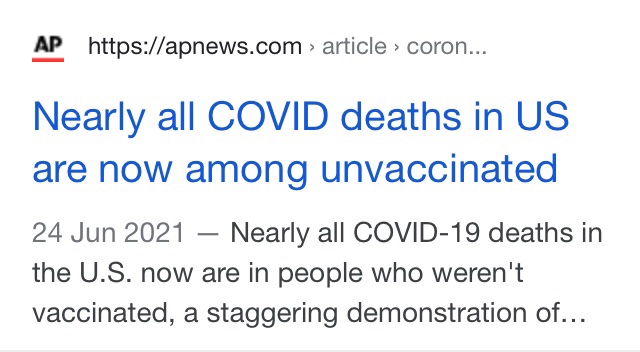 AP https://apnews.com › article › coron...
Nearly all COVID deaths in US
are now among unvaccinated
24 Jun 2021 — Nearly all COVID-19 deaths in
the U.S. now are in people who weren't
vaccinated, a staggering demonstration of...